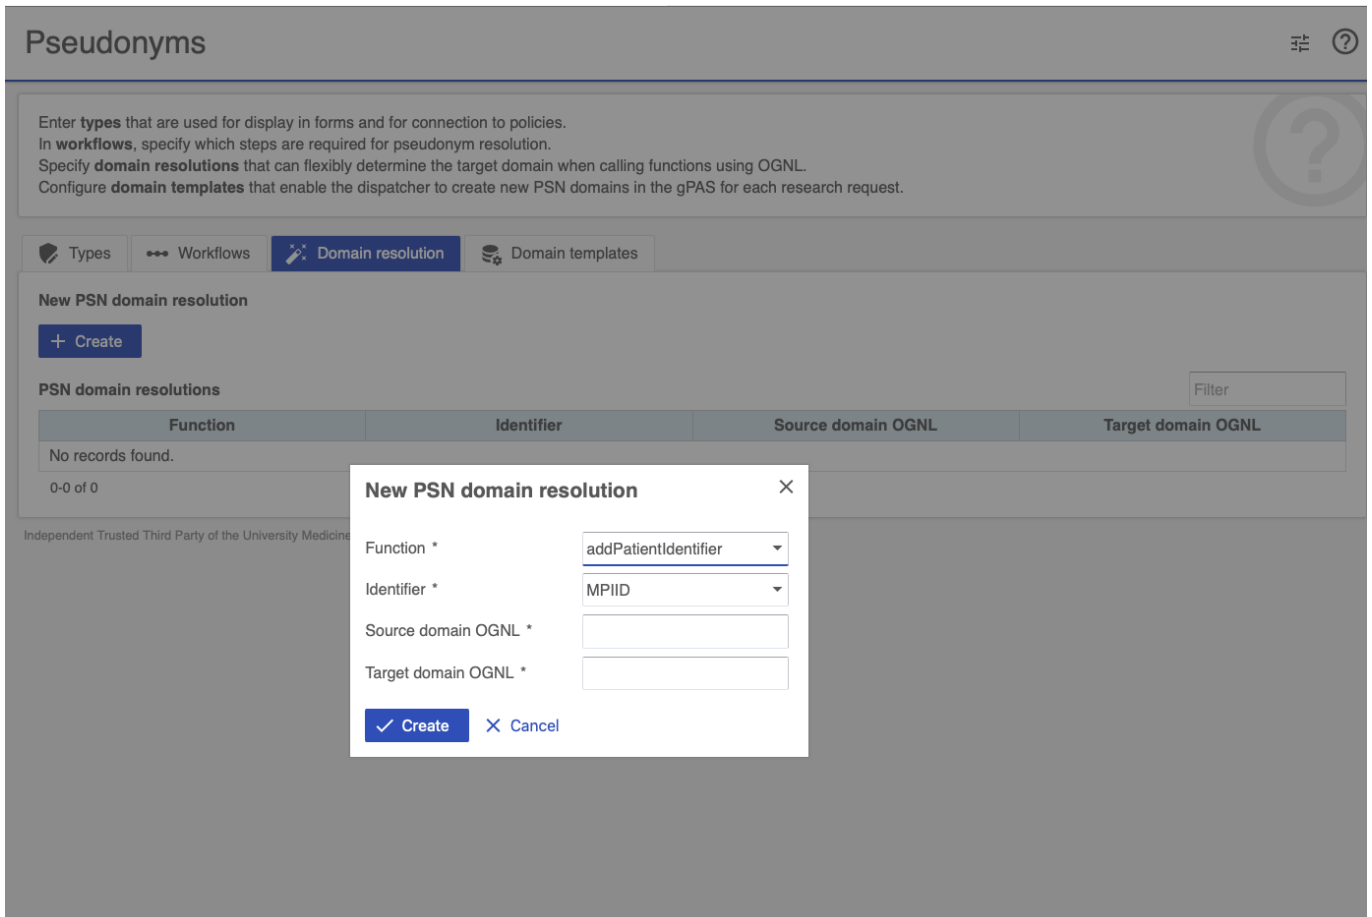 Pseudonyms
Enter types that are used for display in forms and for connection to policies.
In workflows, specify which steps are required for pseudonym resolution.
Specify domain resolutions that can flexibly determine the target domain when calling functions using OGNL.
Configure domain templates that enable the dispatcher to create new PSN domains in the gPAS for each research request.
Types Workflows Domain resolution Domain templates
New PSN domain resolution
+ Create
PSN domain resolutions Filter
Function Identifier Source domain OGNL Target domain OGNL
No records found.
0-0 of 0
Independent Trusted Third Party of the University Medicine
New PSN domain resolution
Function * addPatientIdentifier
Identifier * MPIID
Source domain OGNL *
Target domain OGNL *
Create Cancel